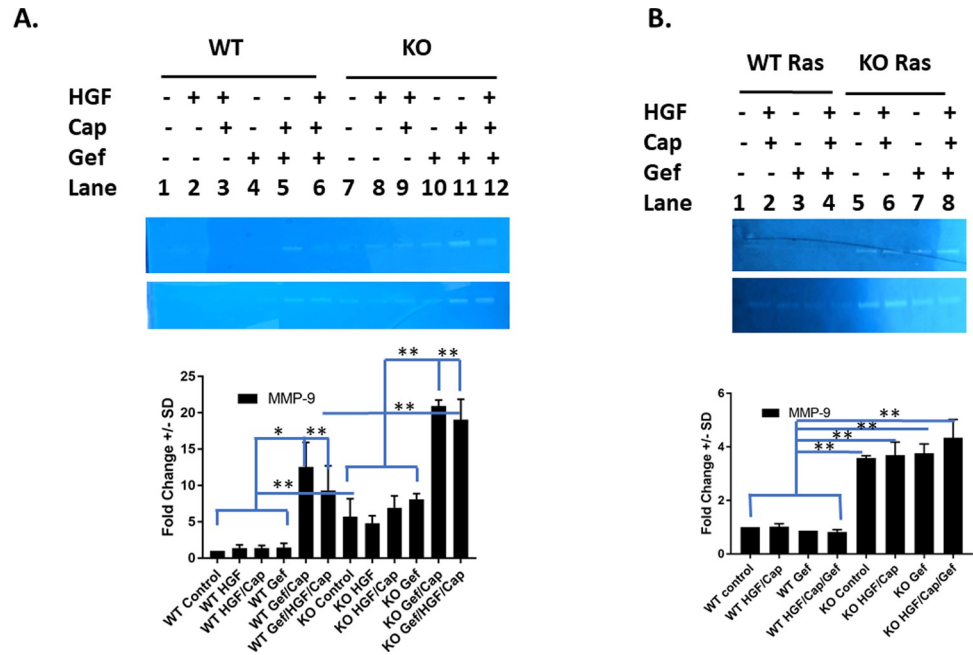 A.
WT KO
HGF - + + - - + - + + - - +
Cap - - + - + + - - + - + +
Gef - - - + + + - - - + + +
Lane 1 2 3 4 5 6 7 8 9 10 11 12
** **
25
20
15
10
5
0
Fold Change +/- SD
MMP-9
**
* **
**
WT Control
WT HGF
WT HGF/Cap
WT Gef
WT Gef/Cap
WT Gef/HGF/Cap
KO Control
KO HGF
KO HGF/Cap
KO Gef
KO Gef/Cap
KO Gef/HGF/Cap
B.
WT Ras KO Ras
HGF - + - + - + - +
Cap - + - + - + - +
Gef - - + + - - + +
Lane 1 2 3 4 5 6 7 8
6
4
2
0
Fold Change +/- SD
MMP-9
**
**
**
**
WT control
WT HGF/Cap
WT Gef
WT HGF/Cap/Gef
KO Control
KO HGF/Cap
KO Gef
KO HGF/Cap/Gef